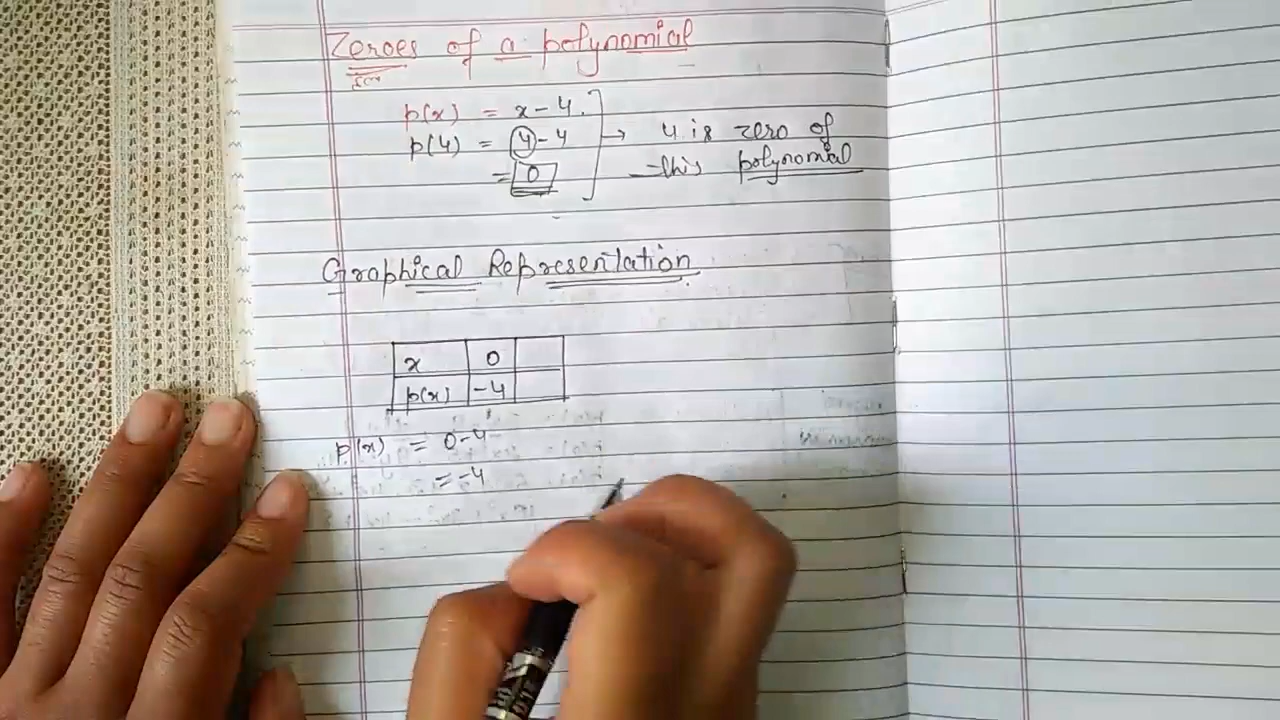 Zeroes of a polynomial
p(x) = x - 4.
p(4) = 4 - 4
= 0
→ 4 is zero of
this polynomial
Graphical Representation
x 0
p(x) -4
p(x) = 0-4
= -4